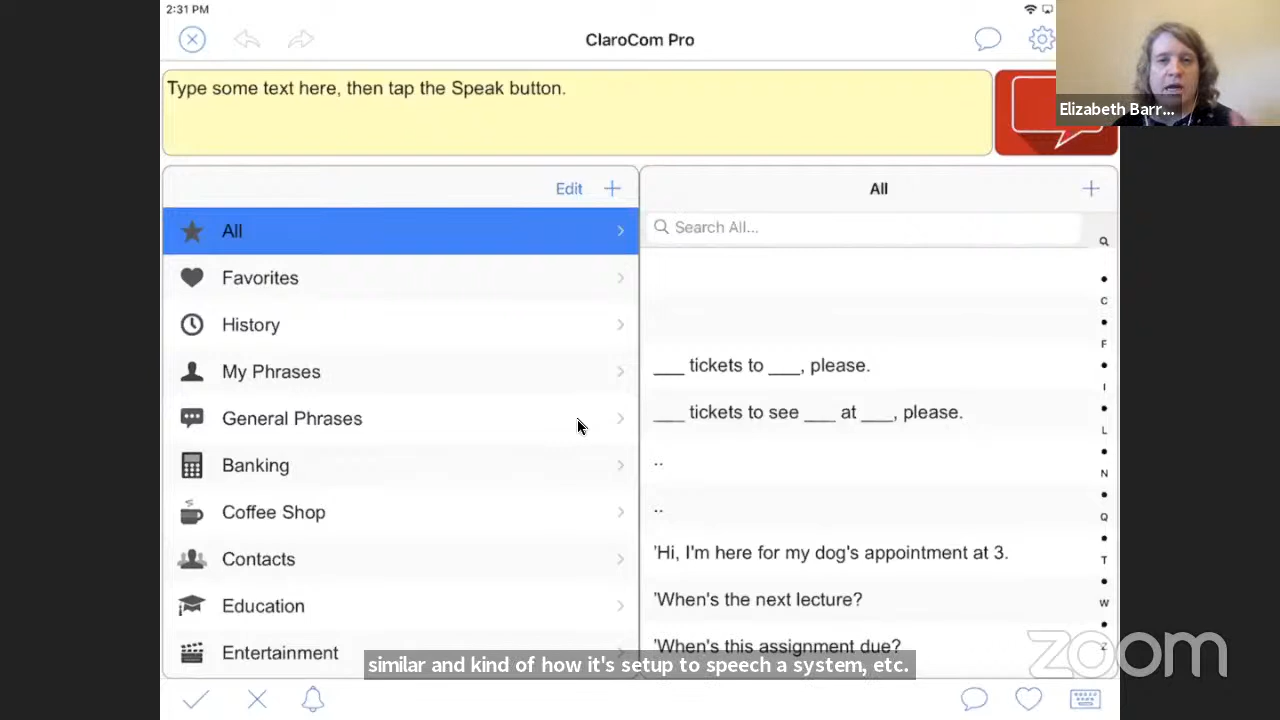 2:31 PM
ClaroCom Pro
Elizabeth Barr...
Type some text here, then tap the Speak button.
Edit
All
All
Search All...
Favorites
History
My Phrases
___ tickets to ___, please.
General Phrases
___ tickets to see ___ at ___, please.
Banking
..
Coffee Shop
..
Contacts
'Hi, I'm here for my dog's appointment at 3.
Education
'When's the next lecture?
Entertainment
'When's this assignment due?
C
F
I
L
N
Q
T
W
Z
similar and kind of how it's setup to speech a system, etc.
zoom